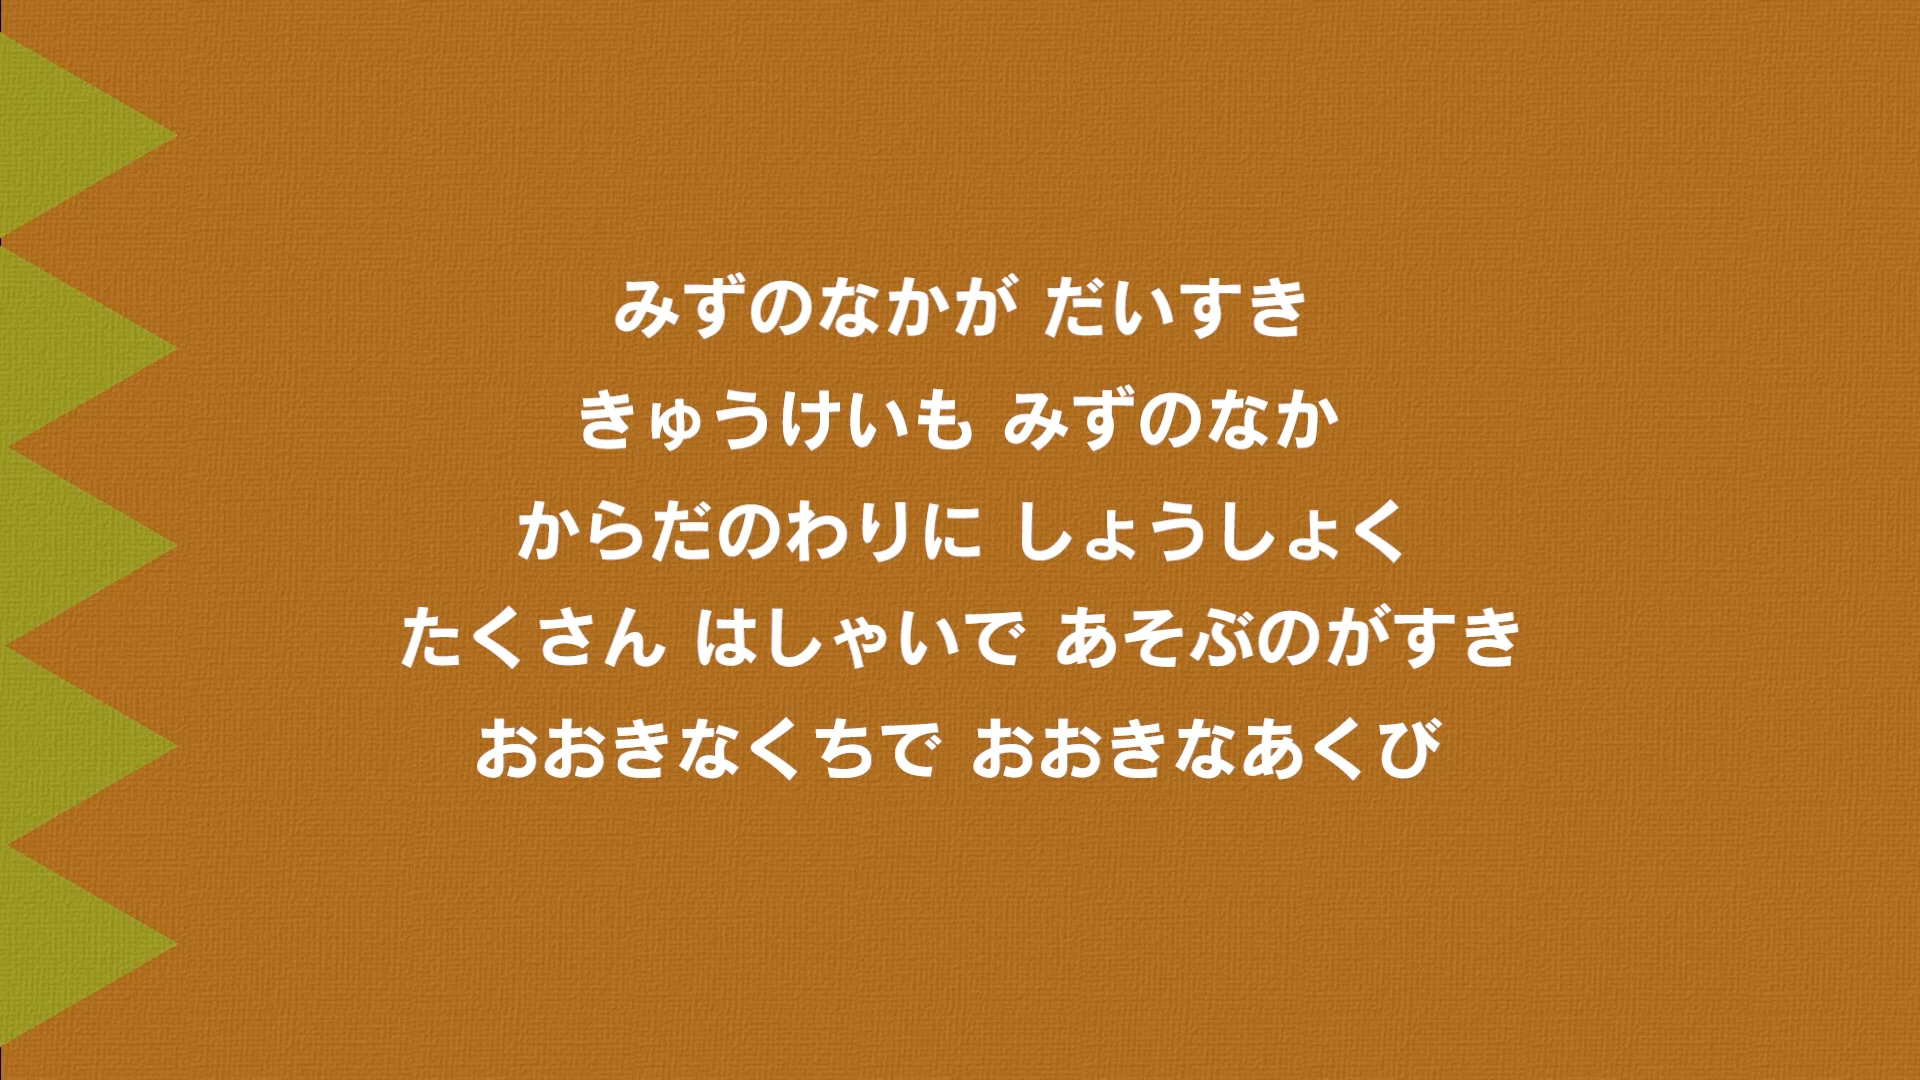 みずのなかが だいすき
きゅうけいも みずのなか
からだのわりに しょうしょく
たくさん はしゃいで あそぶのがすき
おおきなくちで おおきなあくび